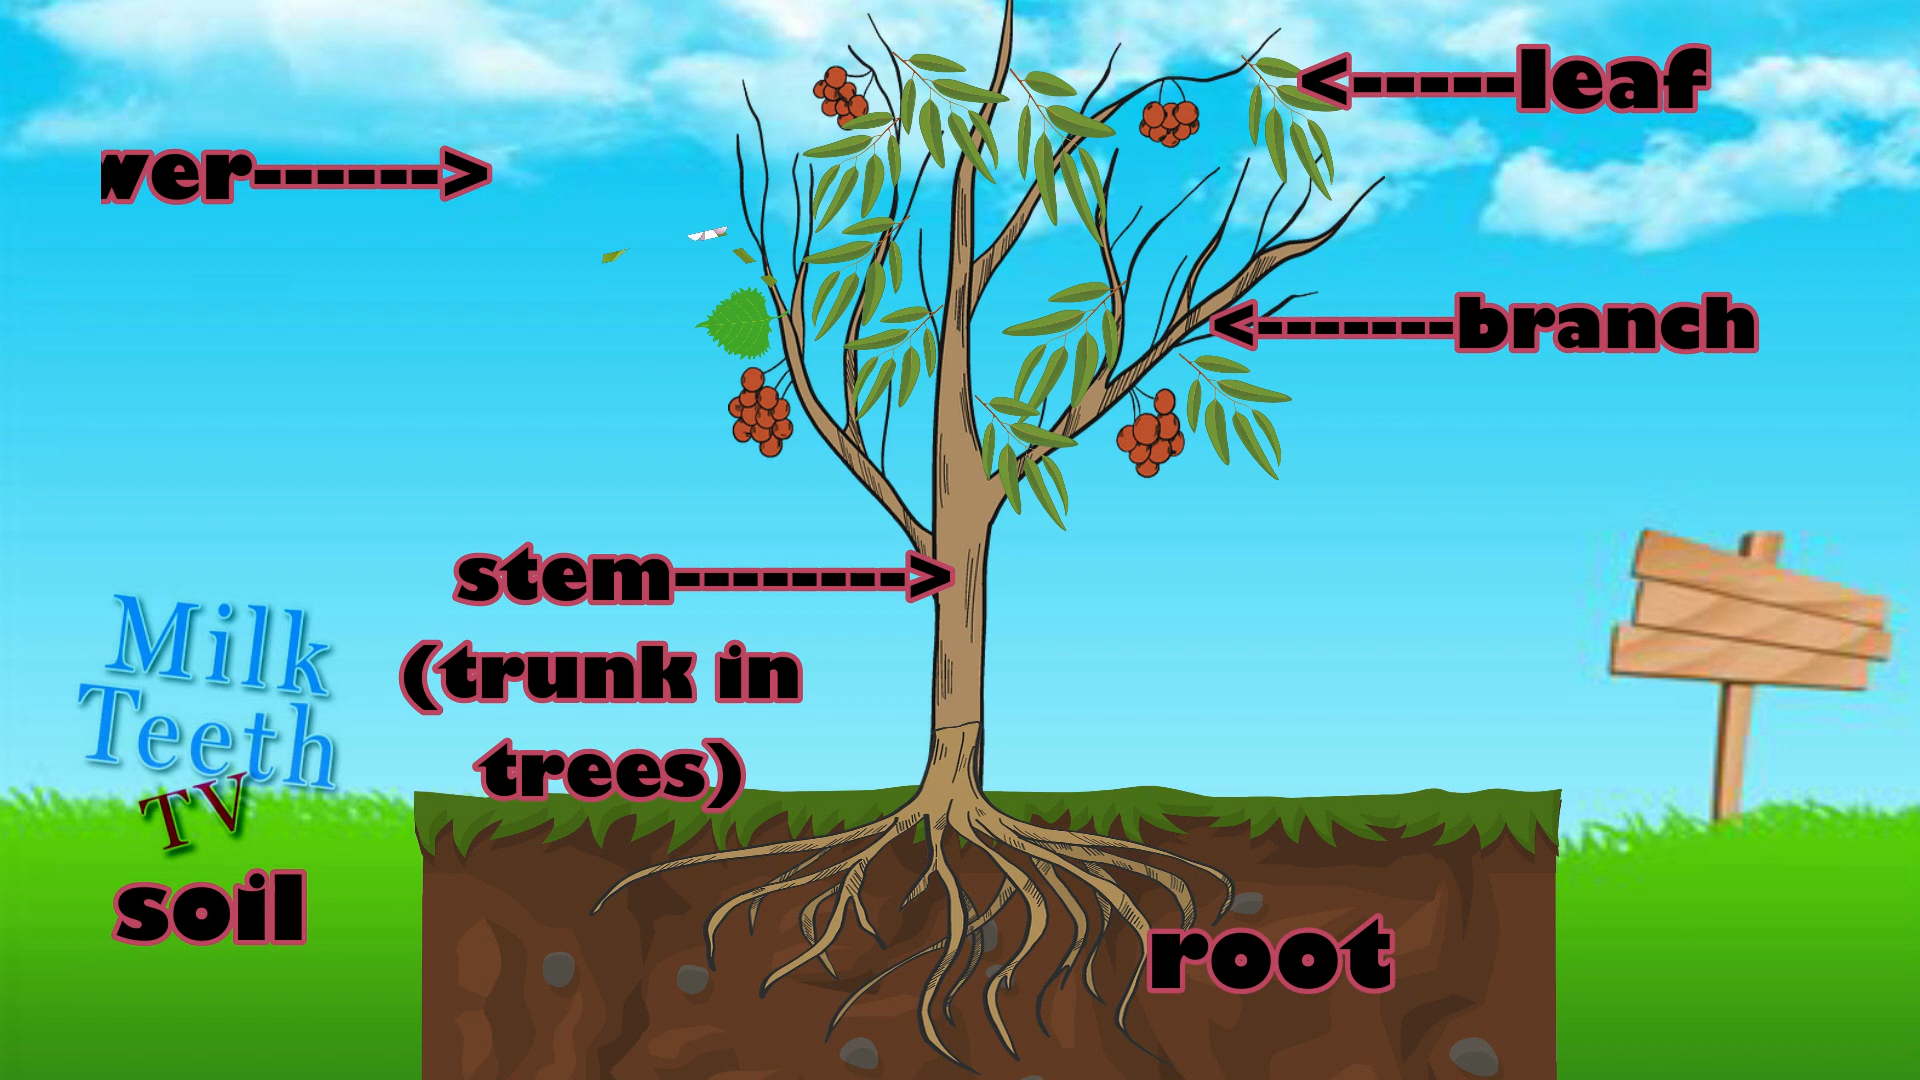 <-----leaf
wer------>
<-------branch
stem-------->
(trunk in
trees)
Milk
Teeth
TV
soil
root